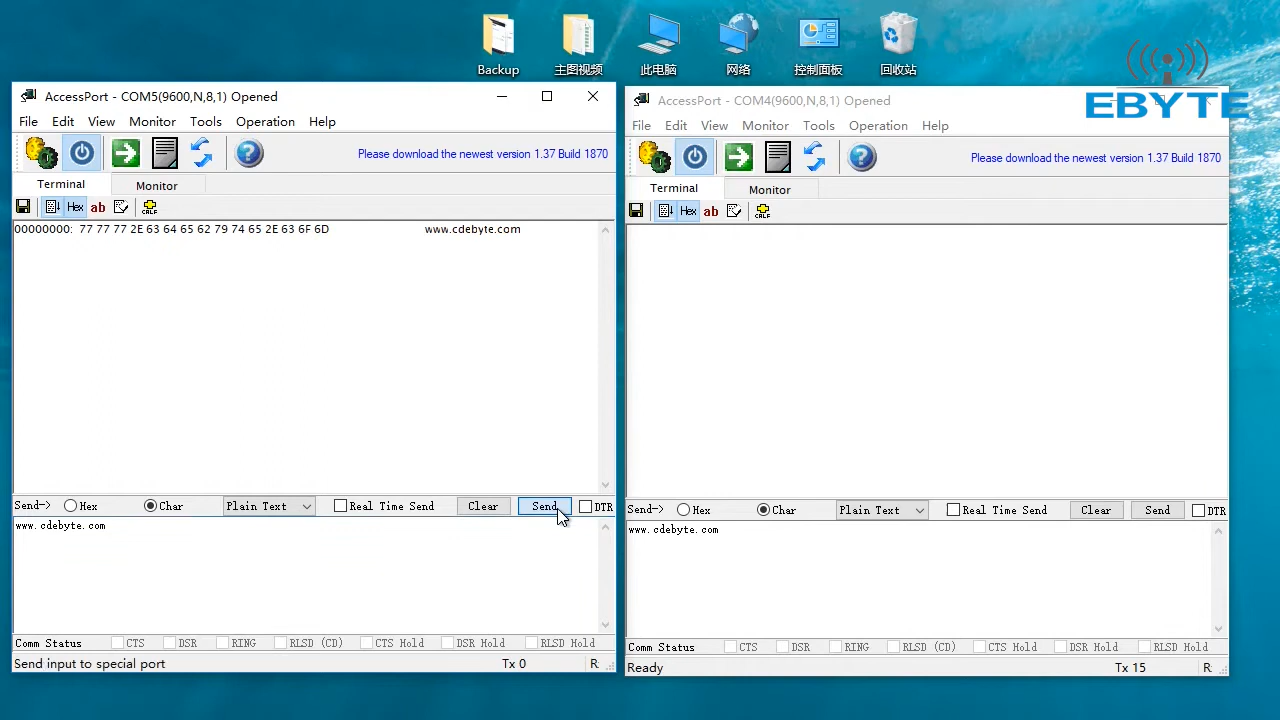 Backup
主图视频
此电脑
网络
控制面板
回收站
EBYTE
AccessPort - COM5(9600,N,8,1) Opened
File Edit View Monitor Tools Operation Help
Please download the newest version 1.37 Build 1870
Terminal Monitor
Hex ab CRLF
00000000: 77 77 77 2E 63 64 65 62 79 74 65 2E 63 6F 6D www.cdebyte.com
Send-> Hex Char Plain Text Real Time Send Clear Send DTR
www.cdebyte.com
Comm Status CTS DSR RING RLSD (CD) CTS Hold DSR Hold RLSD Hold
Send input to special port Tx 0 R:
AccessPort - COM4(9600,N,8,1) Opened
File Edit View Monitor Tools Operation Help
Please download the newest version 1.37 Build 1870
Terminal Monitor
Hex ab CRLF
Send-> Hex Char Plain Text Real Time Send Clear Send DTR
www.cdebyte.com
Comm Status CTS DSR RING RLSD (CD) CTS Hold DSR Hold RLSD Hold
Ready Tx 15 R: